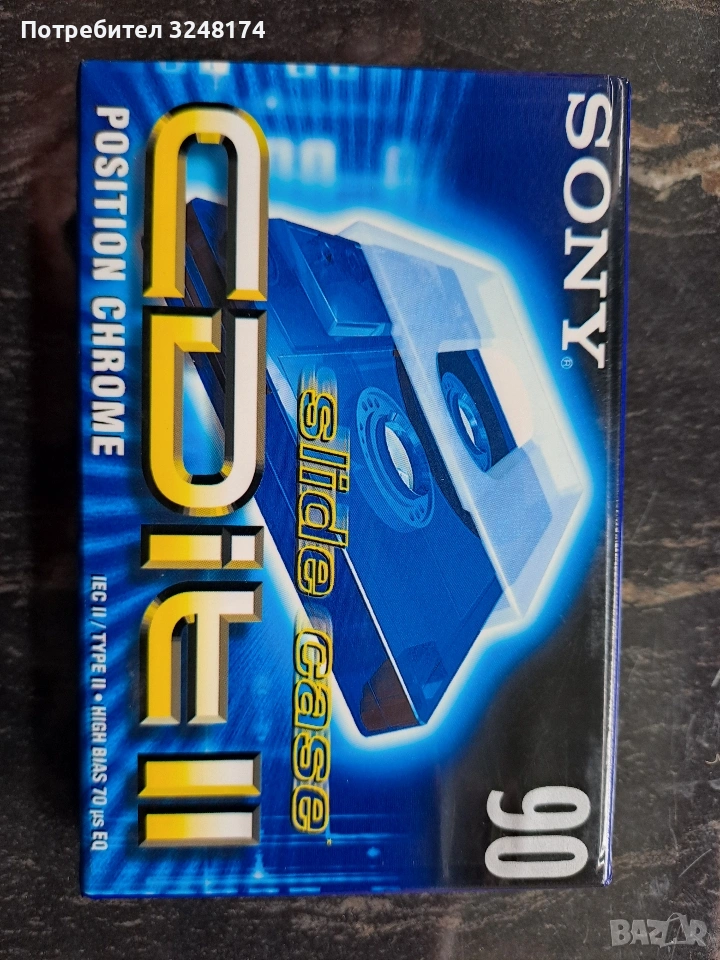 Потребител 3248174
SONY®
90
slide case
CDit II
POSITION CHROME
IEC II / TYPE II • HIGH BIAS 70 µs EQ
BAZAR